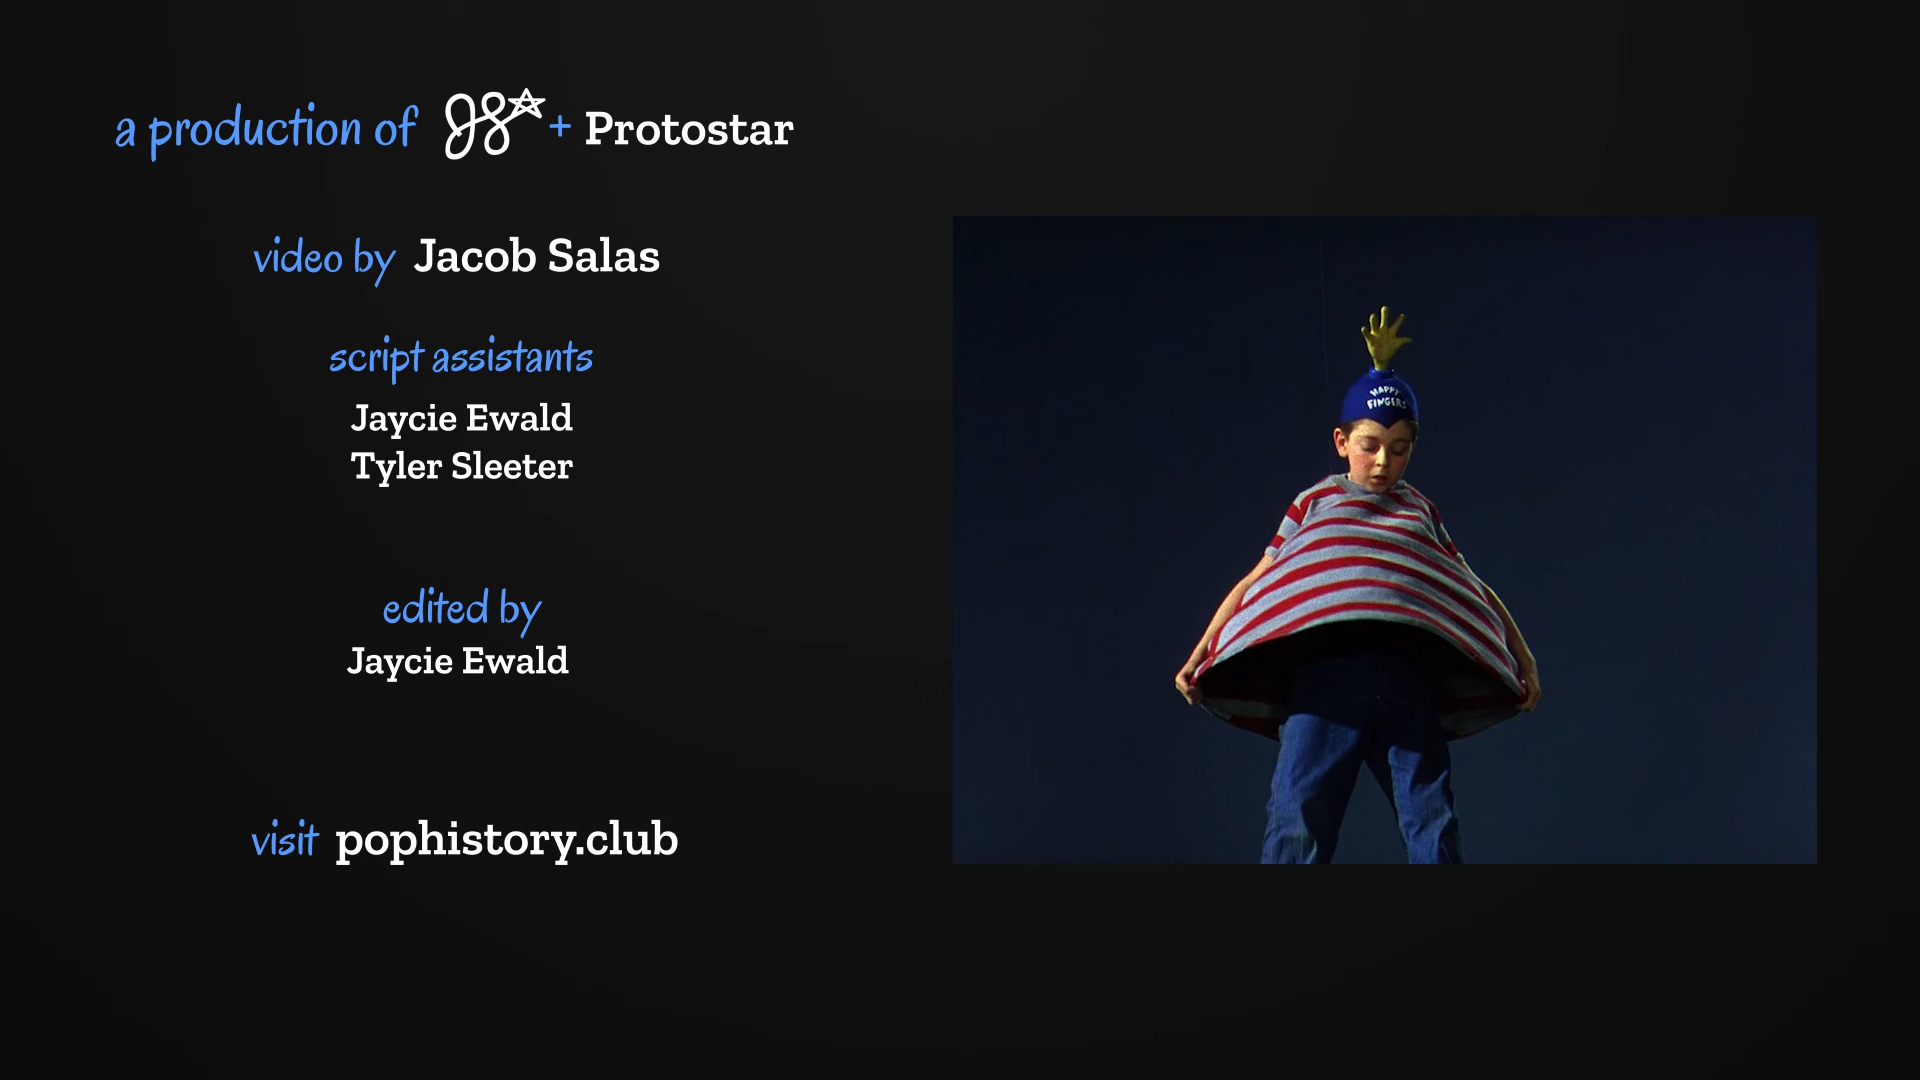 a production of JS + Protostar
video by Jacob Salas
script assistants
Jaycie Ewald
Tyler Sleeter
edited by
Jaycie Ewald
visit pophistory.club
HAPPY
FINGERS